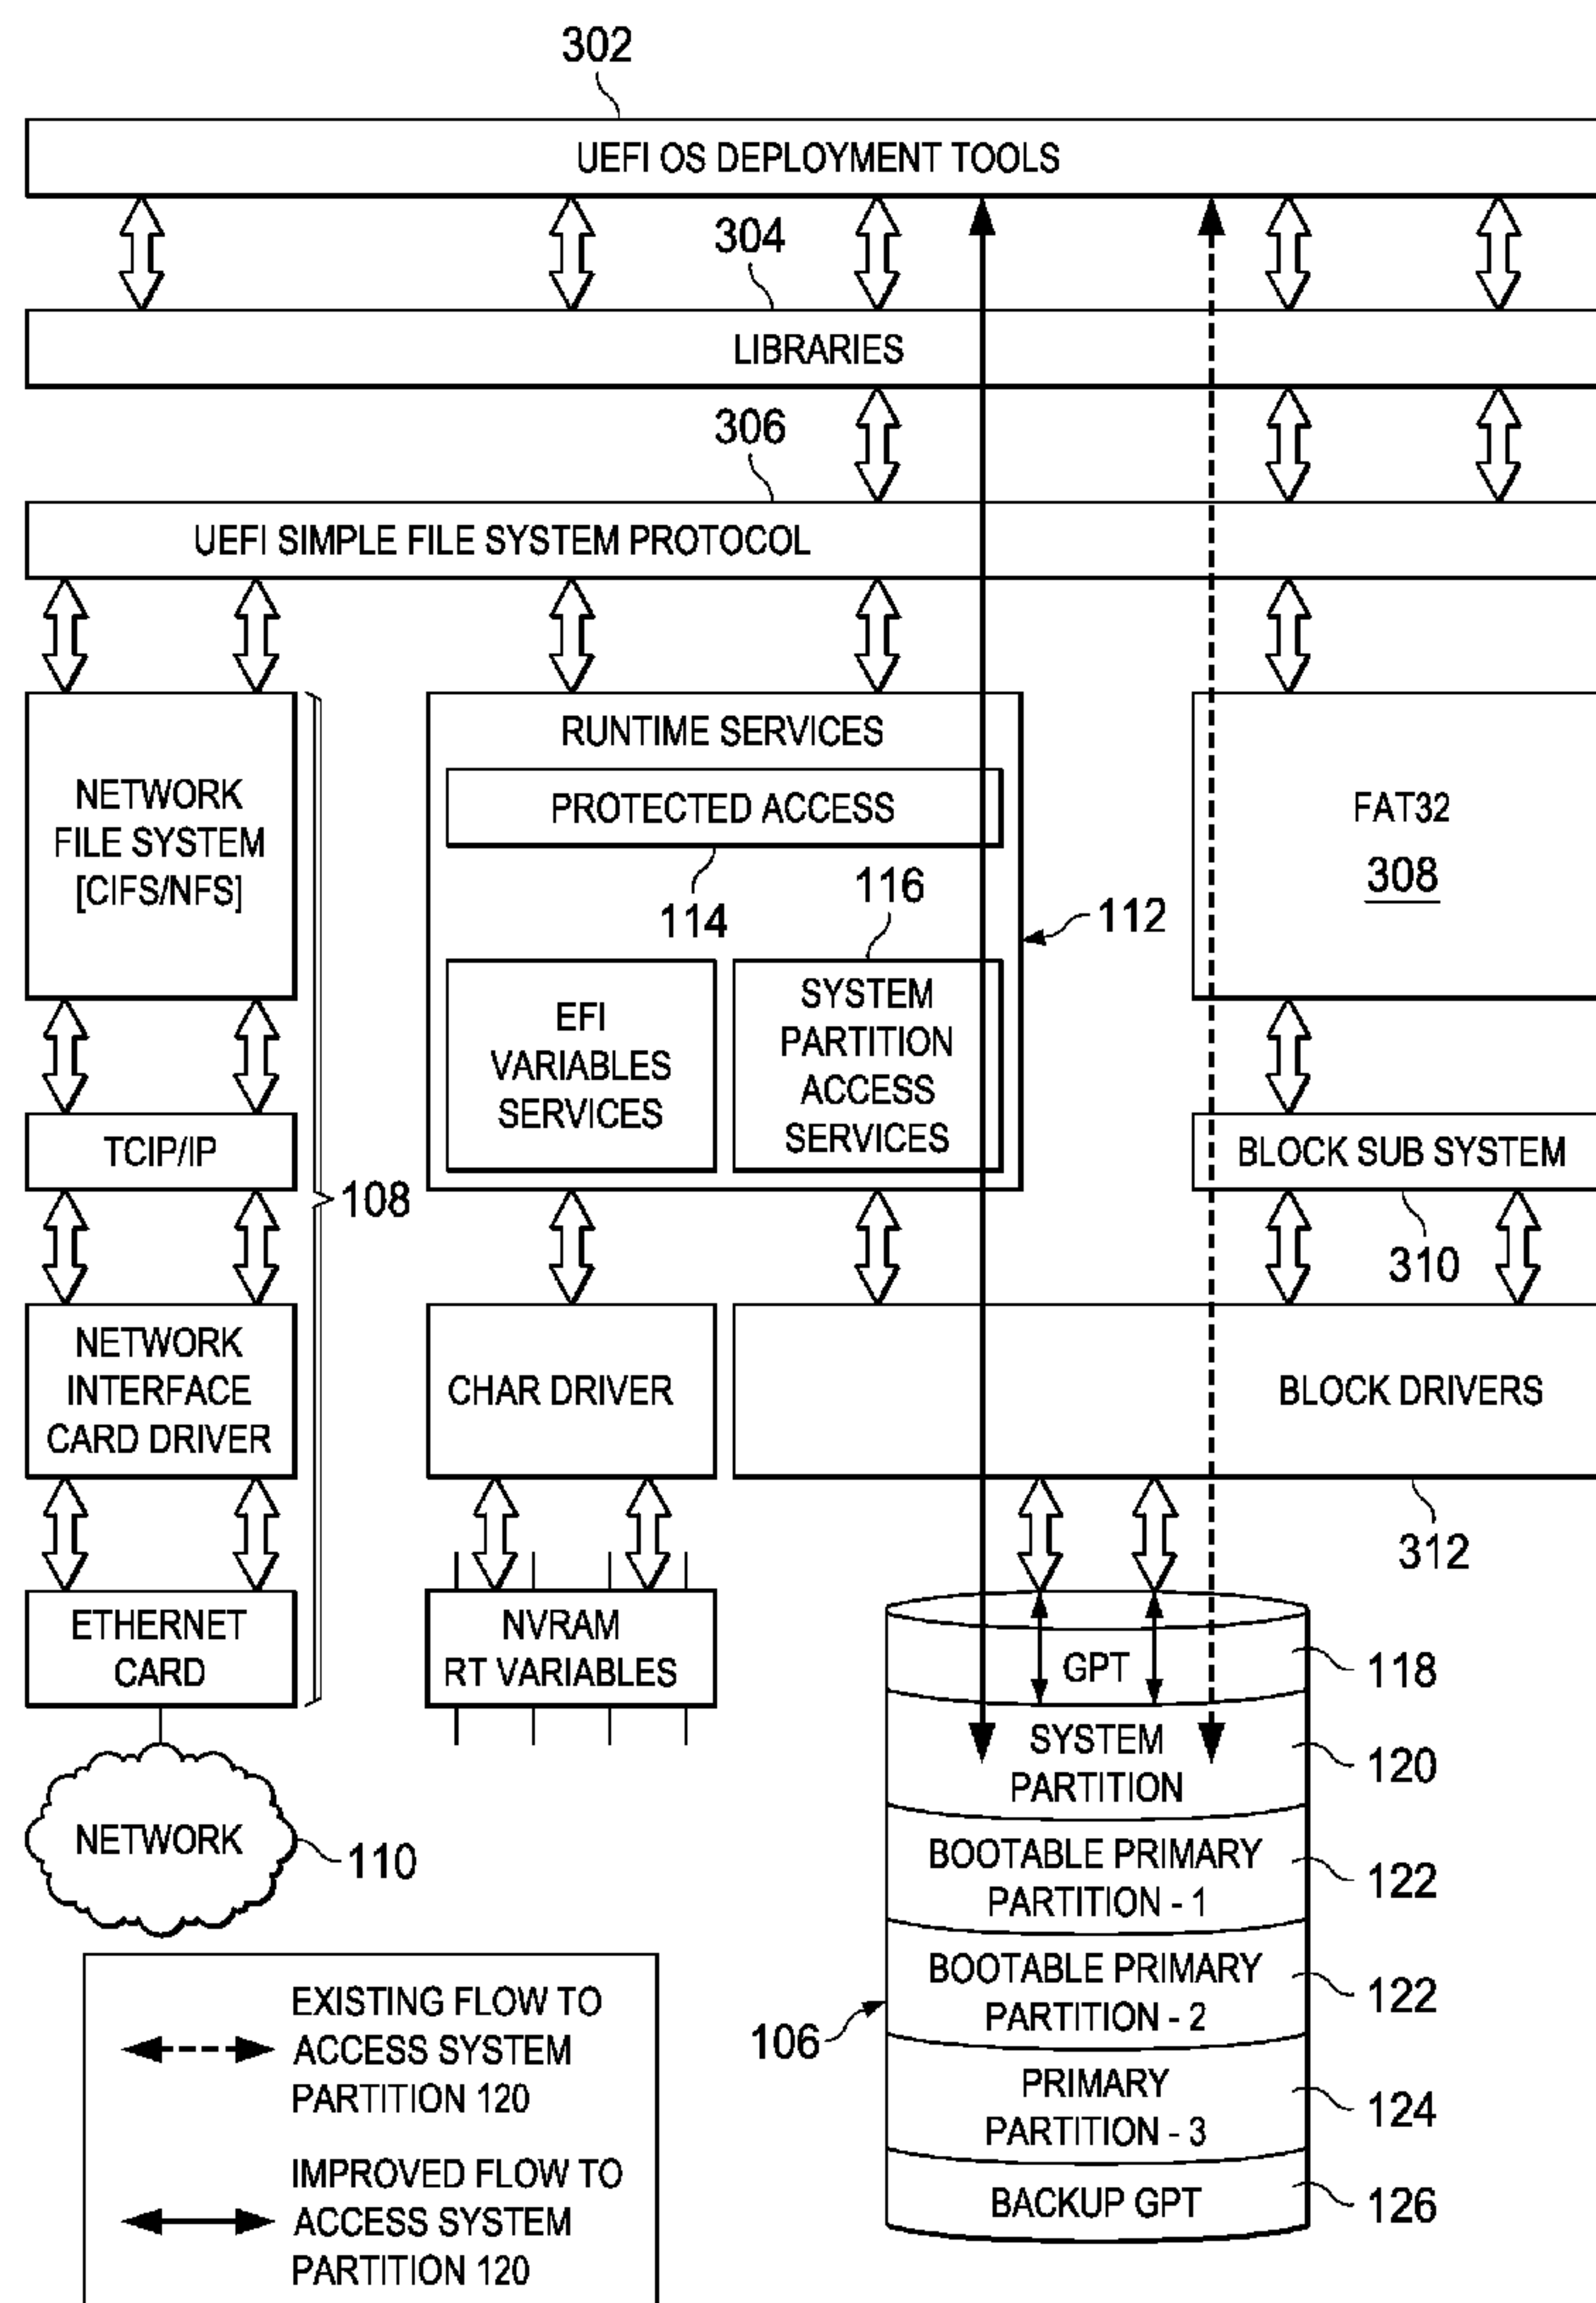 302
UEFI OS DEPLOYMENT TOOLS
304
LIBRARIES
306
UEFI SIMPLE FILE SYSTEM PROTOCOL
NETWORK
FILE SYSTEM
[CIFS/NFS]
TCIP/IP
108
NETWORK
INTERFACE
CARD DRIVER
ETHERNET
CARD
NETWORK
110
RUNTIME SERVICES
PROTECTED ACCESS
114
116
112
EFI
VARIABLES
SERVICES
SYSTEM
PARTITION
ACCESS
SERVICES
FAT32
308
BLOCK SUB SYSTEM
310
CHAR DRIVER
BLOCK DRIVERS
312
NVRAM
RT VARIABLES
GPT
118
SYSTEM
PARTITION
120
BOOTABLE PRIMARY
PARTITION - 1
122
BOOTABLE PRIMARY
PARTITION - 2
122
106
PRIMARY
PARTITION - 3
124
BACKUP GPT
126
EXISTING FLOW TO
ACCESS SYSTEM
PARTITION 120
IMPROVED FLOW TO
ACCESS SYSTEM
PARTITION 120